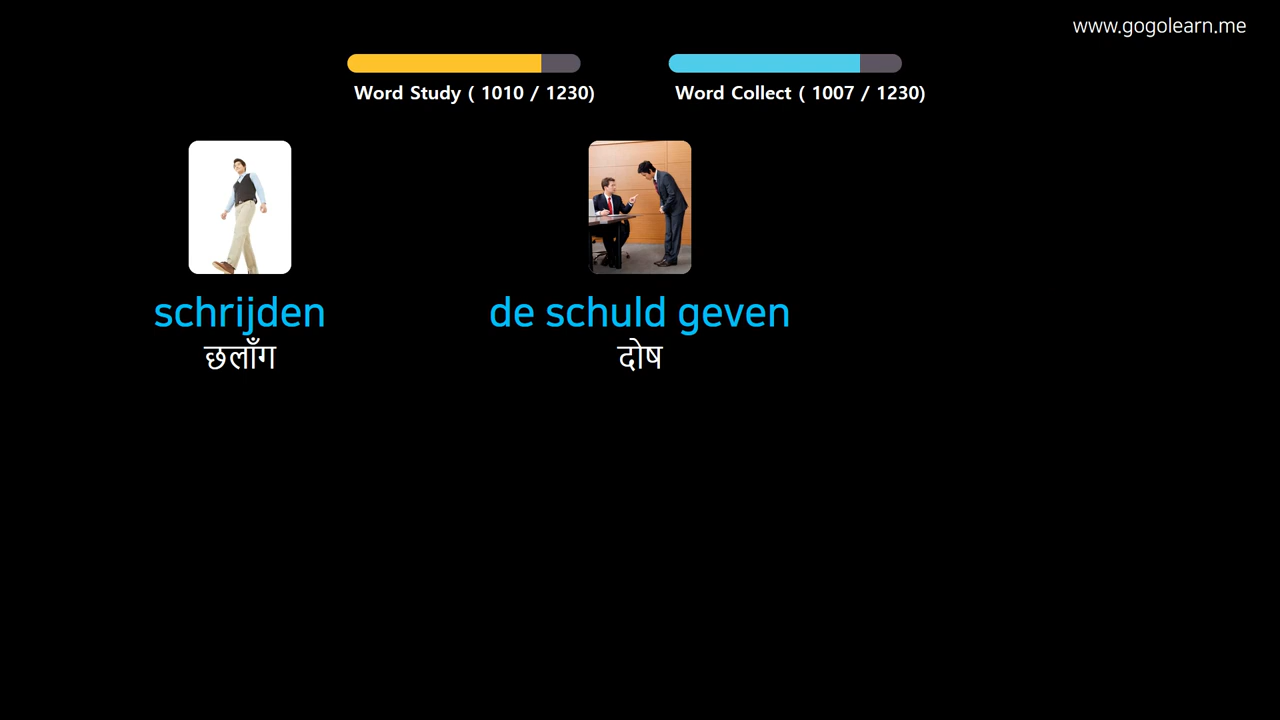 www.gogolearn.me
Word Study ( 1010 / 1230)
Word Collect ( 1007 / 1230)
schrijden
छलाँग
de schuld geven
दोष